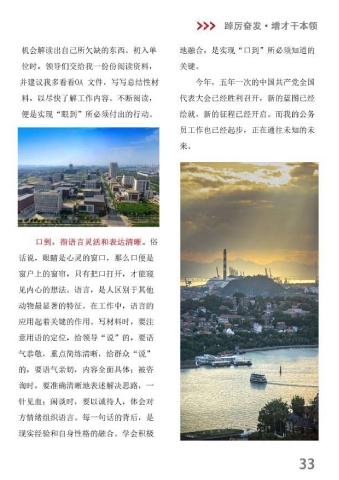 >>> 踔厉奋发·增才干本领
机会解读出自己所欠缺的东西。初入单
位时，领导们交给我一份份阅读资料，
并建议我多看看OA 文件，写写总结性材
料，以尽快了解工作内容。不断阅读，
便是实现“眼到”所必须付出的行动。
口到，指语言灵活和表达清晰。俗
话说，眼睛是心灵的窗口，那么口便是
窗户上的窗帘，只有把口打开，才能窥
见内心的想法。语言，是人区别于其他
动物最显著的特征。在工作中，语言的
应用起着关键的作用。写材料时，要注
意用语的定位，给领导“说”的，要语
气恭敬、重点简练清晰，给群众“说”
的，要语气亲切，内容全面具体；被咨
询时，要准确清晰地表述解决思路，一
针见血；闲谈时，要以诚待人，体会对
方情绪组织语言。每一句话的背后，是
现实经验和自身性格的融合。学会积极
地融合，是实现“口到”所必须知道的
关键。
今年，五年一次的中国共产党全国
代表大会已经胜利召开，新的蓝图已经
绘就，新的征程已经开启。而我的公务
员工作也已经起步，正在通往未知的未
来。
33